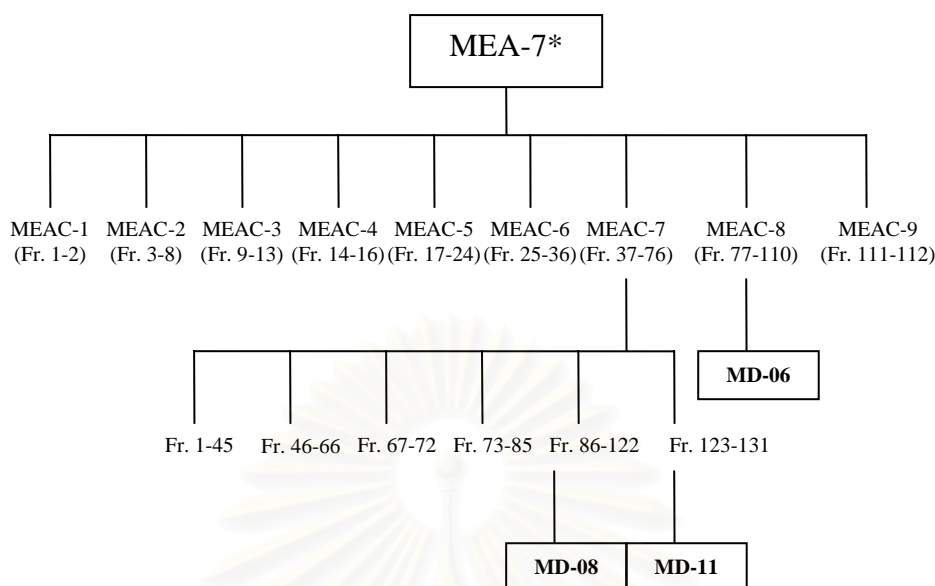 MEA-7*
MEAC-1 MEAC-2 MEAC-3 MEAC-4 MEAC-5 MEAC-6 MEAC-7 MEAC-8 MEAC-9
(Fr. 1-2) (Fr. 3-8) (Fr. 9-13) (Fr. 14-16) (Fr. 17-24) (Fr. 25-36) (Fr. 37-76) (Fr. 77-110) (Fr. 111-112)
MD-06
Fr. 1-45 Fr. 46-66 Fr. 67-72 Fr. 73-85 Fr. 86-122 Fr. 123-131
MD-08 MD-11